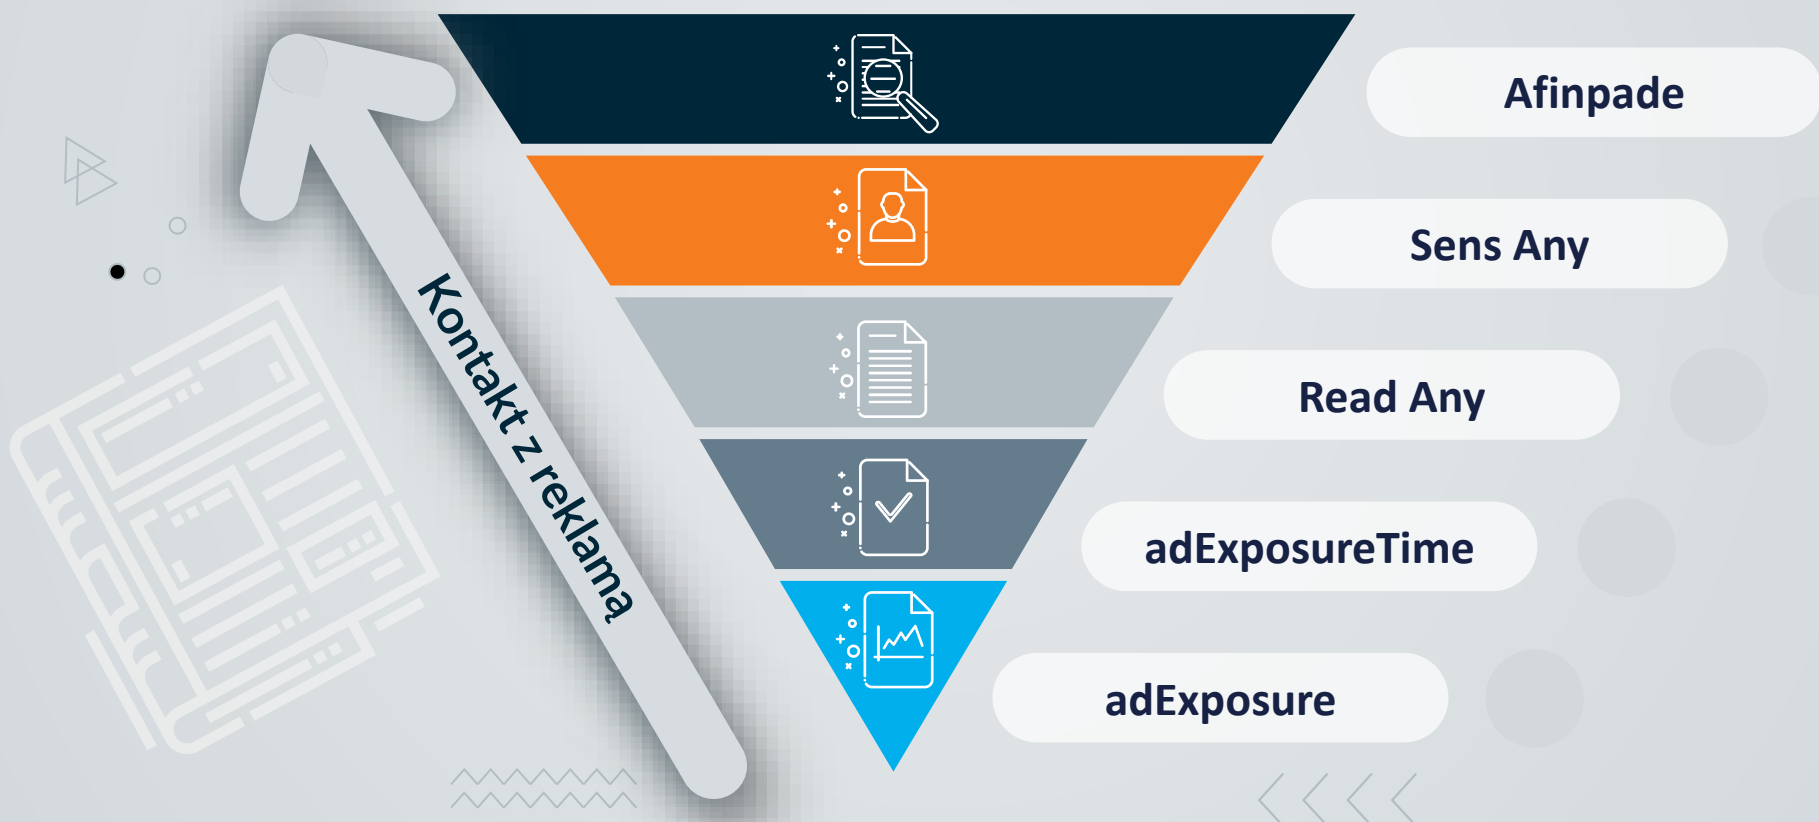 Afinpade
Sens Any
Kontakt z reklamą
Read Any
adExposureTime
adExposure